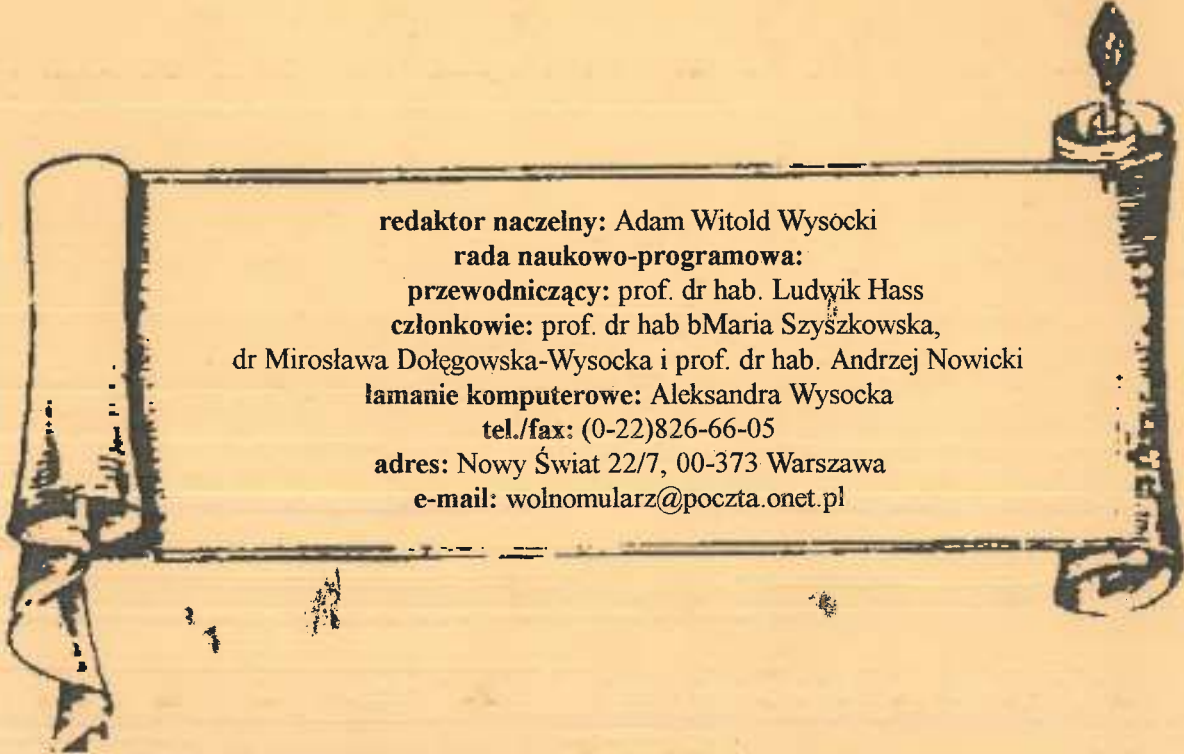 redaktor naczelny: Adam Witold Wysocki
rada naukowo-programowa:
przewodniczący: prof. dr hab. Ludwik Hass
członkowie: prof. dr hab bMaria Szyszkowska,
dr Mirosława Dołęgowska-Wysocka i prof. dr hab. Andrzej Nowicki
łamanie komputerowe: Aleksandra Wysocka
tel./fax: (0-22)826-66-05
adres: Nowy Świat 22/7, 00-373 Warszawa
e-mail: wolnomularz@poczta.onet.pl